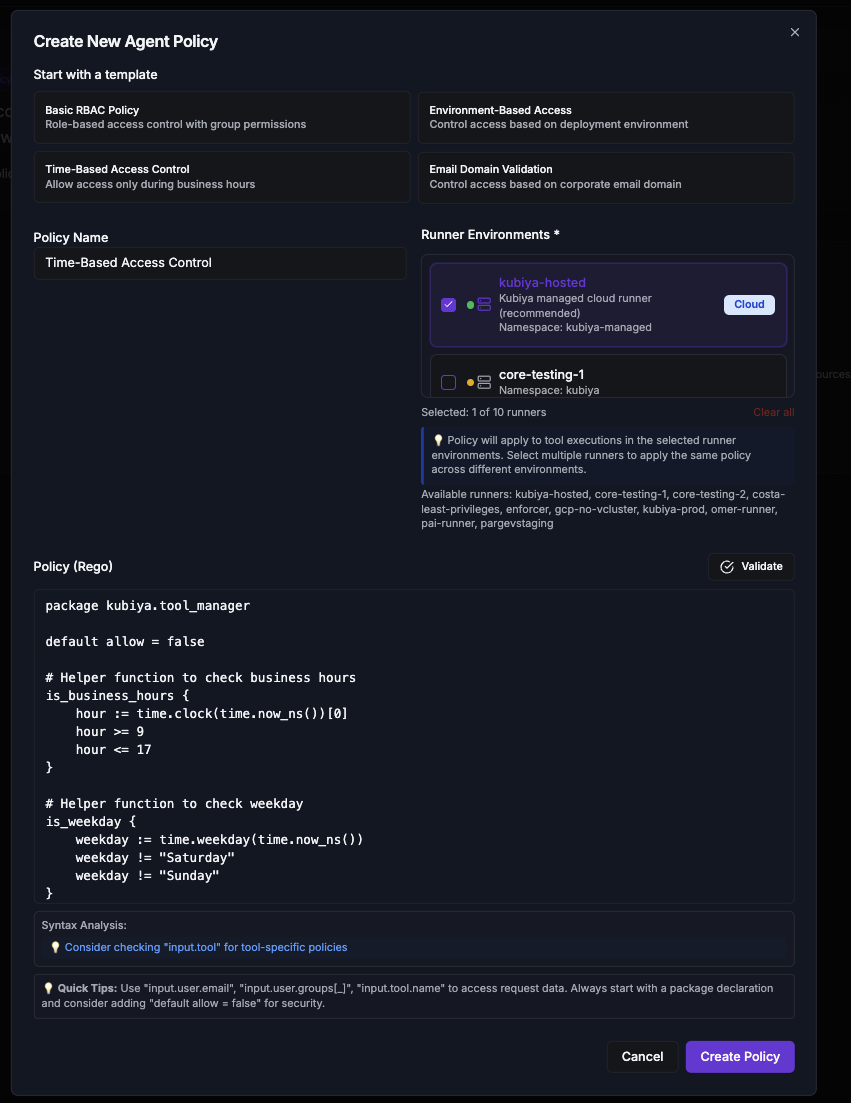 Create New Agent Policy
Start with a template
Basic RBAC Policy
Role-based access control with group permissions
Environment-Based Access
Control access based on deployment environment
Time-Based Access Control
Allow access only during business hours
Email Domain Validation
Control access based on corporate email domain
Policy Name
Time-Based Access Control
Runner Environments *
kubiya-hosted
Kubiya managed cloud runner
(recommended)
Namespace: kubiya-managed
Cloud
core-testing-1
Namespace: kubiya
Selected: 1 of 10 runners
Clear all
💡 Policy will apply to tool executions in the selected runner
environments. Select multiple runners to apply the same policy
across different environments.
Available runners: kubiya-hosted, core-testing-1, core-testing-2, costa-
least-privileges, enforcer, gcp-no-vcluster, kubiya-prod, omer-runner,
pai-runner, pargevstaging
Policy (Rego)
Validate
package kubiya.tool_manager
default allow = false
# Helper function to check business hours
is_business_hours {
    hour := time.clock(time.now_ns())[0]
    hour >= 9
    hour <= 17
}
# Helper function to check weekday
is_weekday {
    weekday := time.weekday(time.now_ns())
    weekday != "Saturday"
    weekday != "Sunday"
}
Syntax Analysis:
💡 Consider checking "input.tool" for tool-specific policies
💡 Quick Tips: Use "input.user.email", "input.user.groups[_]", "input.tool.name" to access request data. Always start with a package declaration
and consider adding "default allow = false" for security.
Cancel
Create Policy